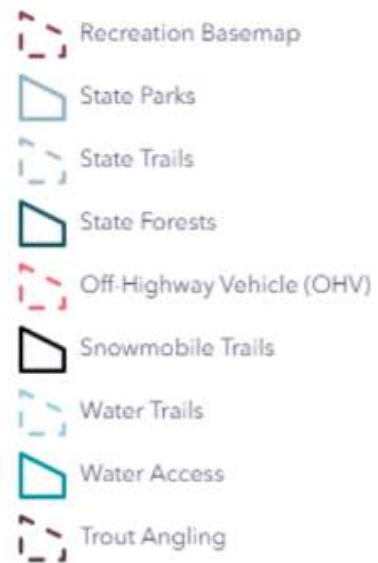 Recreation Basemap
State Parks
State Trails
State Forests
Off-Highway Vehicle (OHV)
Snowmobile Trails
Water Trails
Water Access
Trout Angling